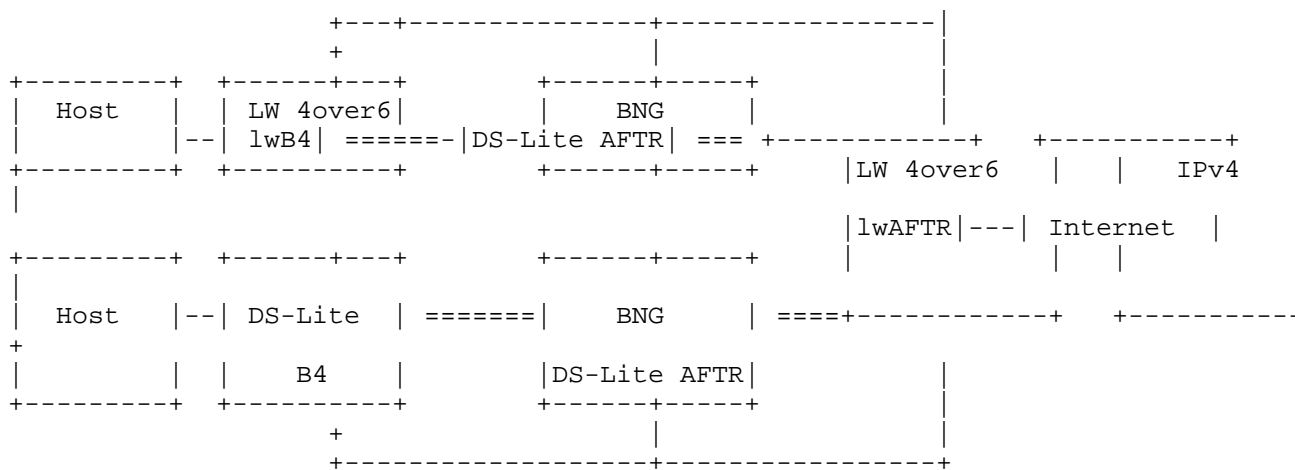 +---+---------------+-----------------|
+ | |
+---------+ +------+---+ +------+-----+ |
| Host | | LW 4over6| | BNG | |
| |--| lwB4| ======-|DS-Lite AFTR| === +------------+ +-----------+
+---------+ +----------+ +------+-----+ |LW 4over6 | | IPv4
|
|lwAFTR|---| Internet |
+---------+ +------+---+ +------+-----+ | | |
|
| Host |--| DS-Lite | =======| BNG | ====+------------+ +-----------
+
| | | B4 | |DS-Lite AFTR| |
+---------+ +----------+ +------+-----+ |
+ | |
+------------------+-----------------+